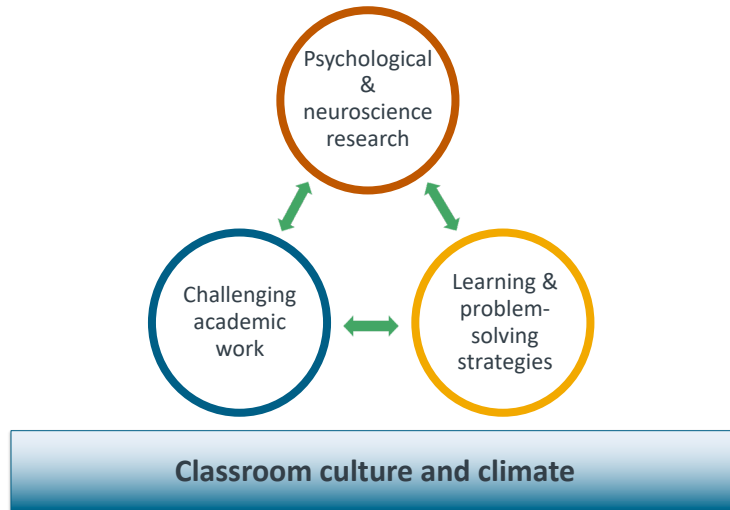 Psychological
&
neuroscience
research
Challenging
academic
work
Learning &
problem-
solving
strategies
Classroom culture and climate